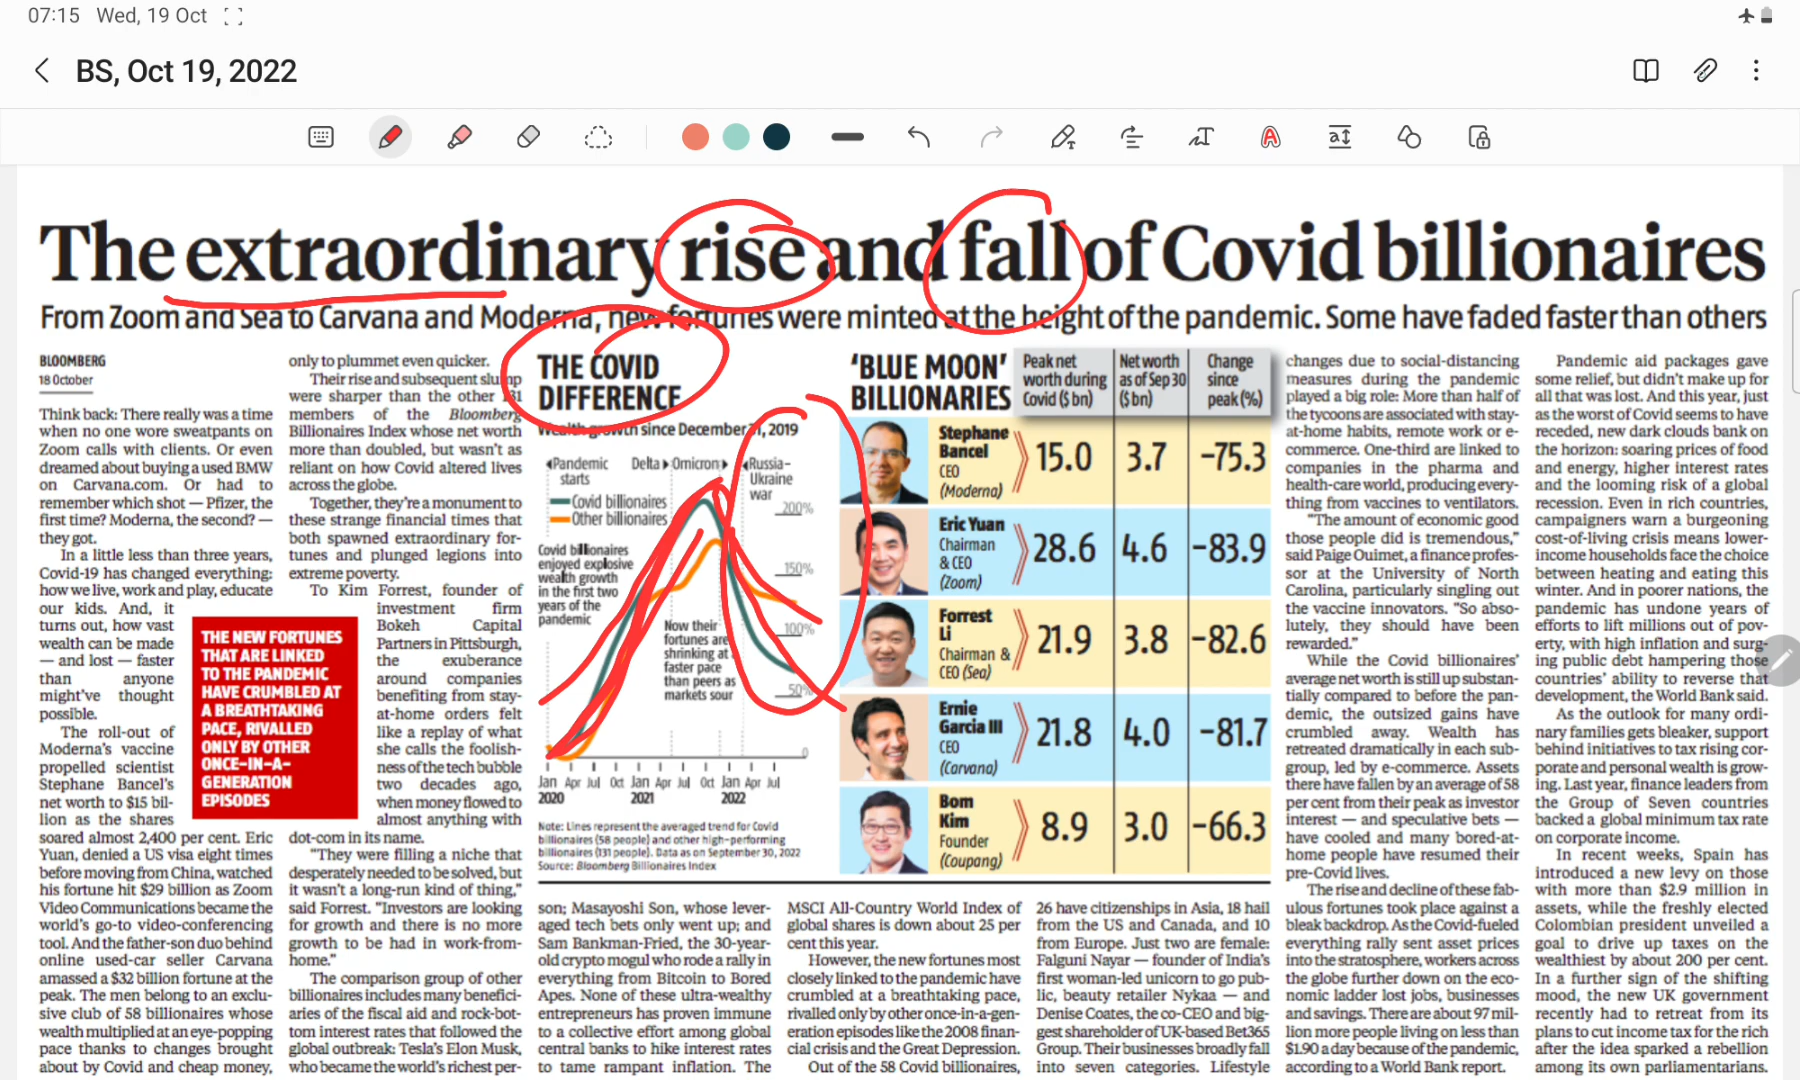 07:15 Wed, 19 Oct
BS, Oct 19, 2022
The extraordinary rise and fall of Covid billionaires
From Zoom and Sea to Carvana and Moderna, new fortunes were minted at the height of the pandemic. Some have faded faster than others
BLOOMBERG
18 October
Think back: There really was a time
when no one wore sweatpants on
Zoom calls with clients. Or even
dreamed about buying a used BMW
on Carvana.com. Or had to
remember which shot — Pfizer, the
first time? Moderna, the second? —
they got.
In a little less than three years,
Covid-19 has changed everything:
how we live, work and play, educate
our kids. And, it
turns out, how vast
wealth can be made
— and lost — faster
than anyone
might've thought
possible.
The roll-out of
Moderna's vaccine
propelled scientist
Stephane Bancel's
net worth to $15 bil-
lion as the shares
soared almost 2,400 per cent. Eric
Yuan, denied a US visa eight times
before moving from China, watched
his fortune hit $29 billion as Zoom
Video Communications became the
world's go-to video-conferencing
tool. And the father-son duo behind
online used-car seller Carvana
amassed a $32 billion fortune at the
peak. The men belong to an exclu-
sive club of 58 billionaires whose
wealth multiplied at an eye-popping
pace thanks to changes brought
about by Covid and cheap money,
THE NEW FORTUNES
THAT ARE LINKED
TO THE PANDEMIC
HAVE CRUMBLED AT
A BREATHTAKING
PACE, RIVALLED
ONLY BY OTHER
ONCE-IN-A-
GENERATION
EPISODES
only to plummet even quicker.
Their rise and subsequent slump
were sharper than the other 131
members of the Bloomberg
Billionaires Index whose net worth
more than doubled, but wasn't as
reliant on how Covid altered lives
across the globe.
Together, they're a monument to
these strange financial times that
both spawned extraordinary for-
tunes and plunged legions into
extreme poverty.
To Kim Forrest, founder of
investment firm
Bokeh Capital
Partners in Pittsburgh,
the exuberance
around companies
benefiting from stay-
at-home orders felt
like a replay of what
she calls the foolish-
ness of the tech bubble
two decades ago,
when money flowed to
almost anything with
dot-com in its name.
"They were filling a niche that
desperately needed to be solved, but
it wasn't a long-run kind of thing,"
said Forrest. "Investors are looking
for growth and there is no more
growth to be had in work-from-
home."
The comparison group of other
billionaires includes many benefici-
aries of the fiscal aid and rock-bot-
tom interest rates that followed the
global outbreak: Tesla's Elon Musk,
who became the world's richest per-
THE COVID
DIFFERENCE
Wealth growth since December 31, 2019
Pandemic
starts
Delta
Omicron
Russia-
Ukraine
war
Covid billionaires
Other billionaires
Covid billionaires
enjoyed explosive
wealth growth
in the first two
years of the
pandemic
Now their
fortunes are
shrinking at a
faster pace
than peers as
markets sour
200%
150%
100%
50%
0
Jan Apr Jul Oct Jan Apr Jul Oct Jan Apr Jul
2020 2021 2022
Note: Lines represent the averaged trend for Covid
billionaires (58 people) and other high-performing
billionaires (131 people). Data as on September 30, 2022
Source: Bloomberg Billionaires Index
'BLUE MOON'
BILLIONARIES
Peak net
worth during
Covid ($ bn)
Net worth
as of Sep 30
($ bn)
Change
since
peak (%)
Stephane
Bancel
CEO
(Moderna)
15.0 3.7 -75.3
Eric Yuan
Chairman
& CEO
(Zoom)
28.6 4.6 -83.9
Forrest
Li
Chairman &
CEO (Sea)
21.9 3.8 -82.6
Ernie
Garcia III
CEO
(Carvana)
21.8 4.0 -81.7
Bom
Kim
Founder
(Coupang)
8.9 3.0 -66.3
son; Masayoshi Son, whose lever-
aged tech bets only went up; and
Sam Bankman-Fried, the 30-year-
old crypto mogul who rode a rally in
everything from Bitcoin to Bored
Apes. None of these ultra-wealthy
entrepreneurs has proven immune
to a collective effort among global
central banks to hike interest rates
to tame rampant inflation. The
MSCI All-Country World Index of
global shares is down about 25 per
cent this year.
However, the new fortunes most
closely linked to the pandemic have
crumbled at a breathtaking pace,
rivalled only by other once-in-a-gen-
eration episodes like the 2008 finan-
cial crisis and the Great Depression.
Out of the 58 Covid billionaires,
26 have citizenships in Asia, 18 hail
from the US and Canada, and 10
from Europe. Just two are female:
Falguni Nayar — founder of India's
first woman-led unicorn to go pub-
lic, beauty retailer Nykaa — and
Denise Coates, the co-CEO and big-
gest shareholder of UK-based Bet365
Group. Their businesses broadly fall
into seven categories. Lifestyle
changes due to social-distancing
measures during the pandemic
played a big role: More than half of
the tycoons are associated with stay-
at-home habits, remote work or e-
commerce. One-third are linked to
companies in the pharma and
health-care world, producing every-
thing from vaccines to ventilators.
"The amount of economic good
those people did is tremendous,"
said Paige Ouimet, a finance profes-
sor at the University of North
Carolina, particularly singling out
the vaccine innovators. "So abso-
lutely, they should have been
rewarded."
While the Covid billionaires'
average net worth is still up substan-
tially compared to before the pan-
demic, the outsized gains have
crumbled away. Wealth has
retreated dramatically in each sub-
group, led by e-commerce. Assets
there have fallen by an average of 58
per cent from their peak as investor
interest — and speculative bets —
have cooled and many bored-at-
home people have resumed their
pre-Covid lives.
The rise and decline of these fab-
ulous fortunes took place against a
bleak backdrop. As the Covid-fueled
everything rally sent asset prices
into the stratosphere, workers across
the globe further down on the eco-
nomic ladder lost jobs, businesses
and savings. There are about 97 mil-
lion more people living on less than
$1.90 a day because of the pandemic,
according to a World Bank report.
Pandemic aid packages gave
some relief, but didn't make up for
all that was lost. And this year, just
as the worst of Covid seems to have
receded, new dark clouds bank on
the horizon: soaring prices of food
and energy, higher interest rates
and the looming risk of a global
recession. Even in rich countries,
campaigners warn a burgeoning
cost-of-living crisis means lower-
income households face the choice
between heating and eating this
winter. And in poorer nations, the
pandemic has undone years of
efforts to lift millions out of pov-
erty, with high inflation and surg-
ing public debt hampering those
countries' ability to reverse that
development, the World Bank said.
As the outlook for many ordi-
nary families gets bleaker, support
behind initiatives to tax rising cor-
porate and personal wealth is grow-
ing. Last year, finance leaders from
the Group of Seven countries
backed a global minimum tax rate
on corporate income.
In recent weeks, Spain has
introduced a new levy on those
with more than $2.9 million in
assets, while the freshly elected
Colombian president unveiled a
goal to drive up taxes on the
wealthiest by about 200 per cent.
In a further sign of the shifting
mood, the new UK government
recently had to retreat from its
plans to cut income tax for the rich
after the idea sparked a rebellion
among its own parliamentarians.